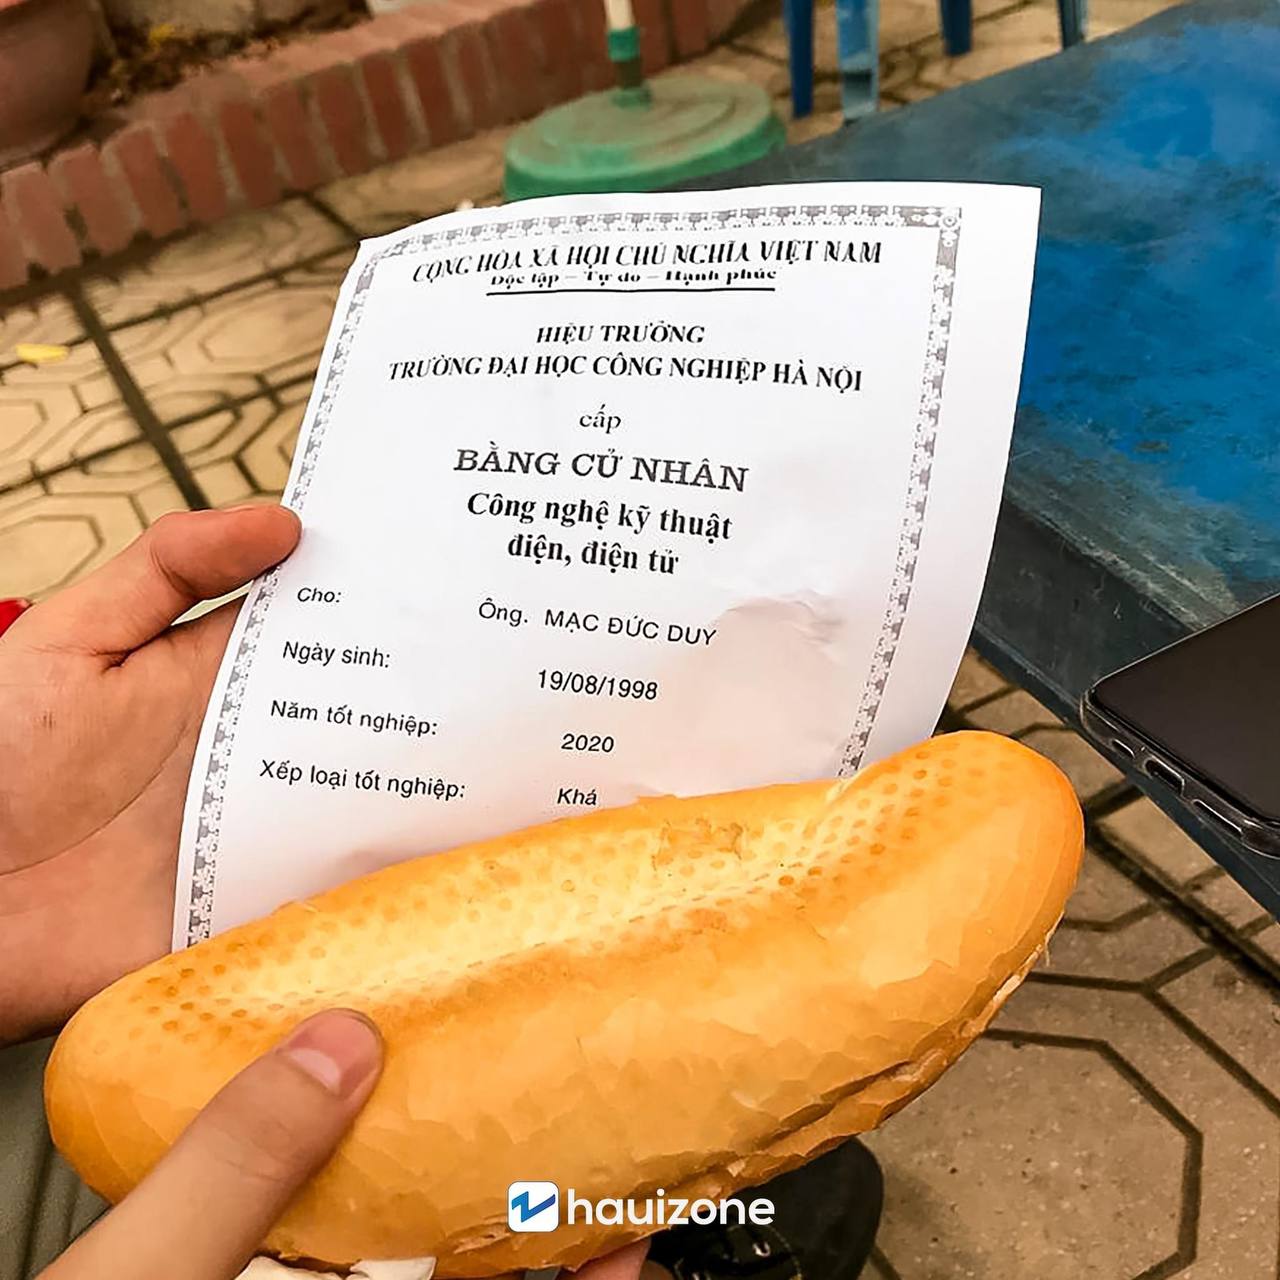 CỘNG HÒA XÃ HỘI CHỦ NGHĨA VIỆT NAM
Độc lập – Tự do – Hạnh phúc
HIỆU TRƯỞNG
TRƯỜNG ĐẠI HỌC CÔNG NGHIỆP HÀ NỘI
cấp
BẰNG CỬ NHÂN
Công nghệ kỹ thuật
điện, điện tử
Cho: Ông. MẠC ĐỨC DUY
Ngày sinh: 19/08/1998
Năm tốt nghiệp: 2020
Xếp loại tốt nghiệp: Khá
hauizone